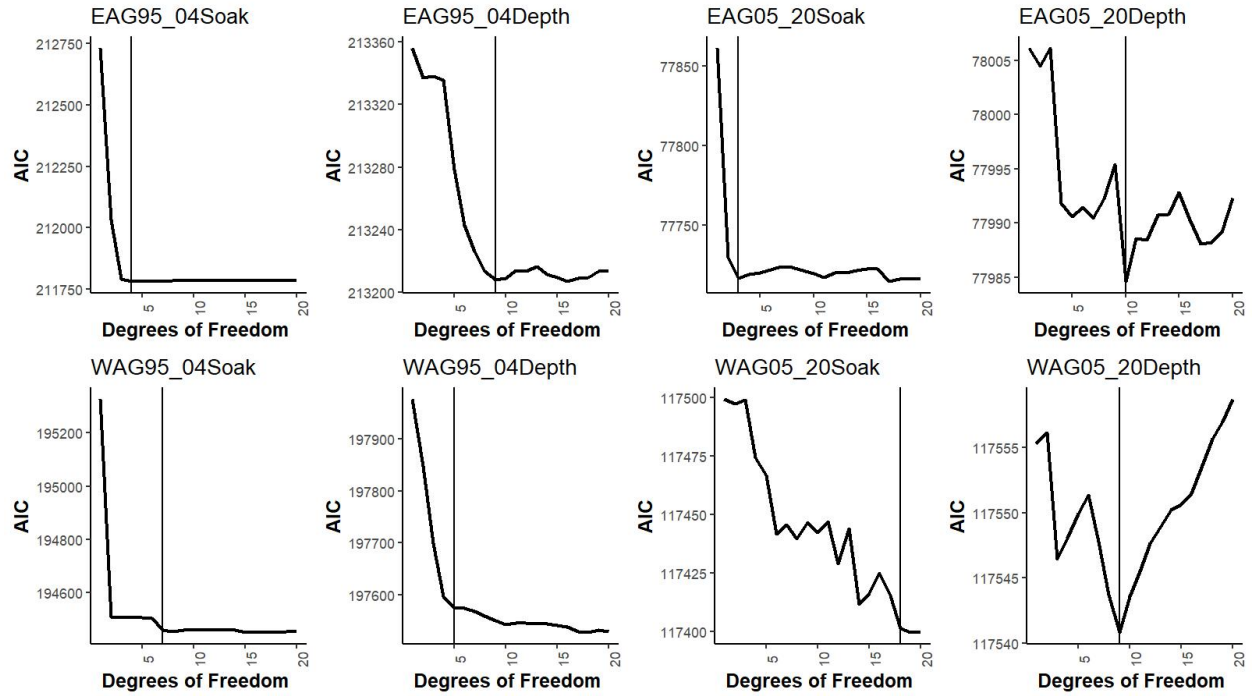 EAG95_04Soak
EAG95_04Depth
EAG05_20Soak
EAG05_20Depth
AIC
212750
212500
212250
212000
211750
5
10
15
20
Degrees of Freedom
AIC
213360
213320
213280
213240
213200
5
10
15
20
Degrees of Freedom
AIC
77850
77800
77750
5
10
15
20
Degrees of Freedom
AIC
78005
78000
77995
77990
77985
5
10
15
20
Degrees of Freedom
WAG95_04Soak
WAG95_04Depth
WAG05_20Soak
WAG05_20Depth
AIC
195200
195000
194800
194600
5
10
15
20
Degrees of Freedom
AIC
197900
197800
197700
197600
5
10
15
20
Degrees of Freedom
AIC
117500
117475
117450
117425
117400
5
10
15
20
Degrees of Freedom
AIC
117555
117550
117545
117540
5
10
15
20
Degrees of Freedom